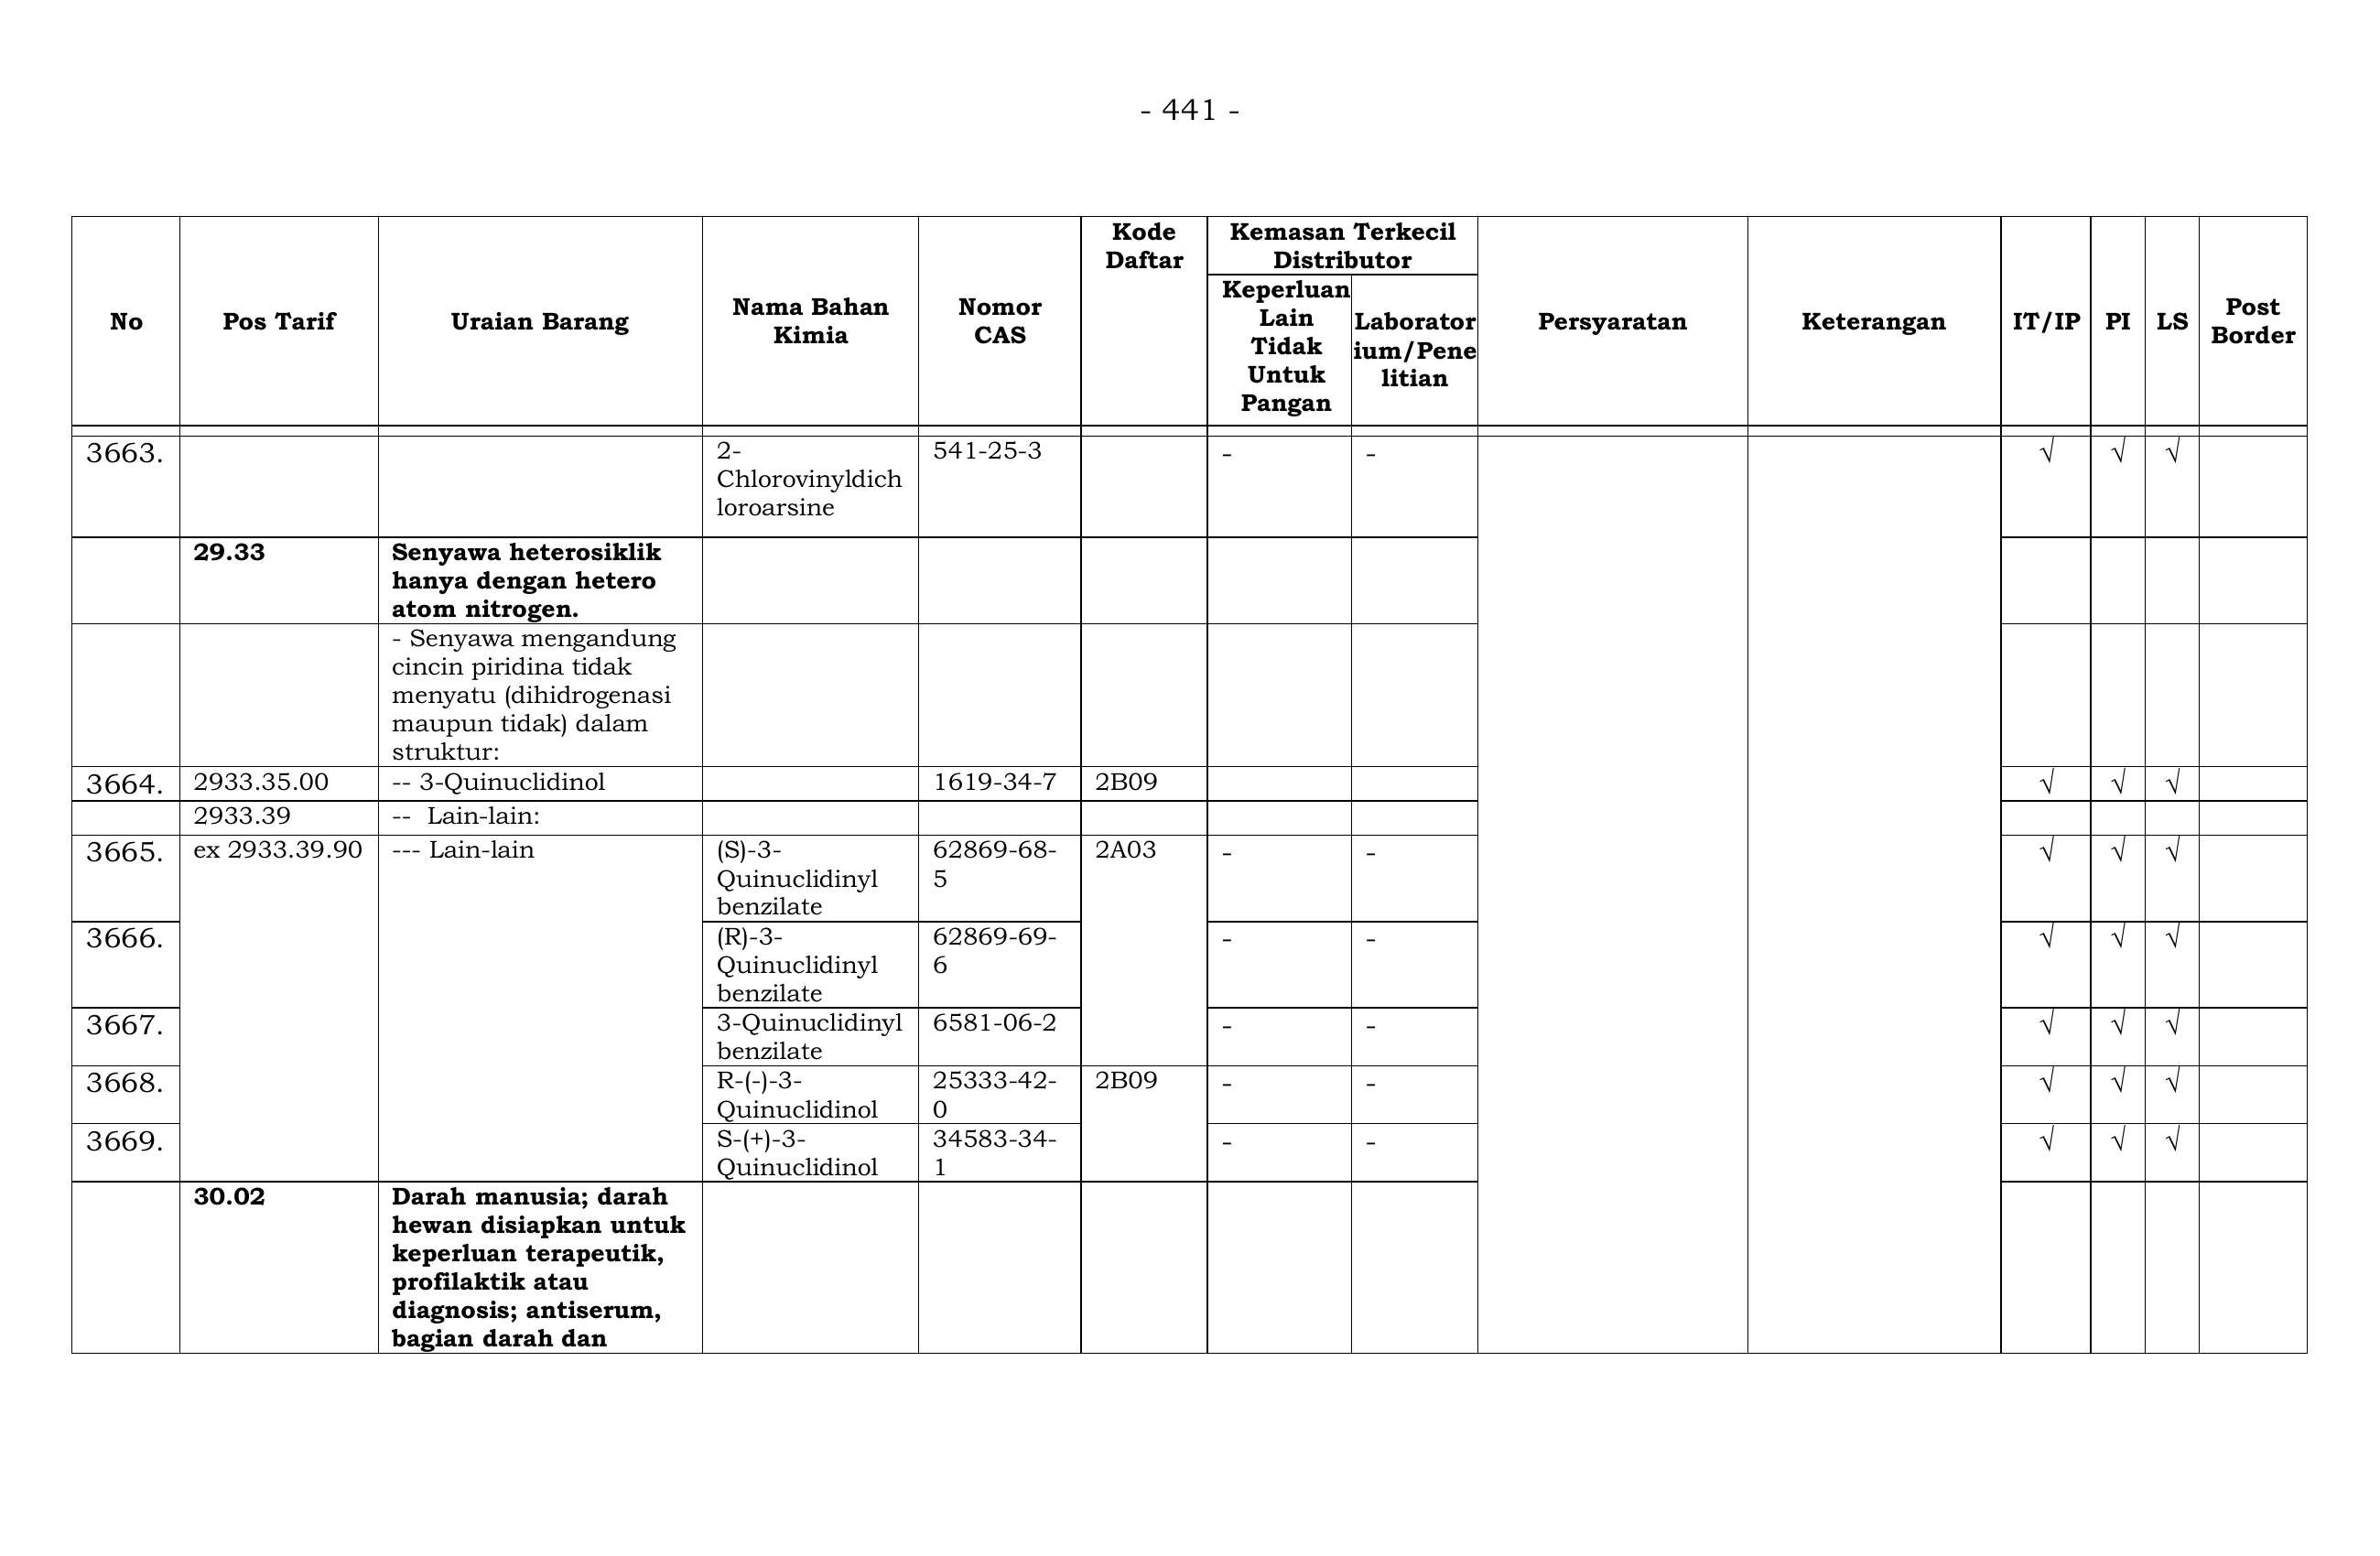 - 441 -
No
Pos Tarif
Uraian Barang
Nama Bahan
Kimia
Nomor
CAS
Kode
Daftar
Kemasan Terkecil
Distributor
Keperluan
Lain
Tidak
Untuk
Pangan
Laborator
ium/Pene
litian
Persyaratan
Keterangan
IT/IP
PI
LS
Post
Border
3663.
2-
Chlorovinyldich
loroarsine
541-25-3
-
-
√
√
√
29.33
Senyawa heterosiklik
hanya dengan hetero
atom nitrogen.
- Senyawa mengandung
cincin piridina tidak
menyatu (dihidrogenasi
maupun tidak) dalam
struktur:
3664.
2933.35.00
-- 3-Quinuclidinol
1619-34-7
2B09
√
√
√
2933.39
-- Lain-lain:
3665.
ex 2933.39.90
--- Lain-lain
(S)-3-
Quinuclidinyl
benzilate
62869-68-
5
2A03
-
-
√
√
√
3666.
(R)-3-
Quinuclidinyl
benzilate
62869-69-
6
-
-
√
√
√
3667.
3-Quinuclidinyl
benzilate
6581-06-2
-
-
√
√
√
3668.
R-(-)-3-
Quinuclidinol
25333-42-
0
2B09
-
-
√
√
√
3669.
S-(+)-3-
Quinuclidinol
34583-34-
1
-
-
√
√
√
30.02
Darah manusia; darah
hewan disiapkan untuk
keperluan terapeutik,
profilaktik atau
diagnosis; antiserum,
bagian darah dan